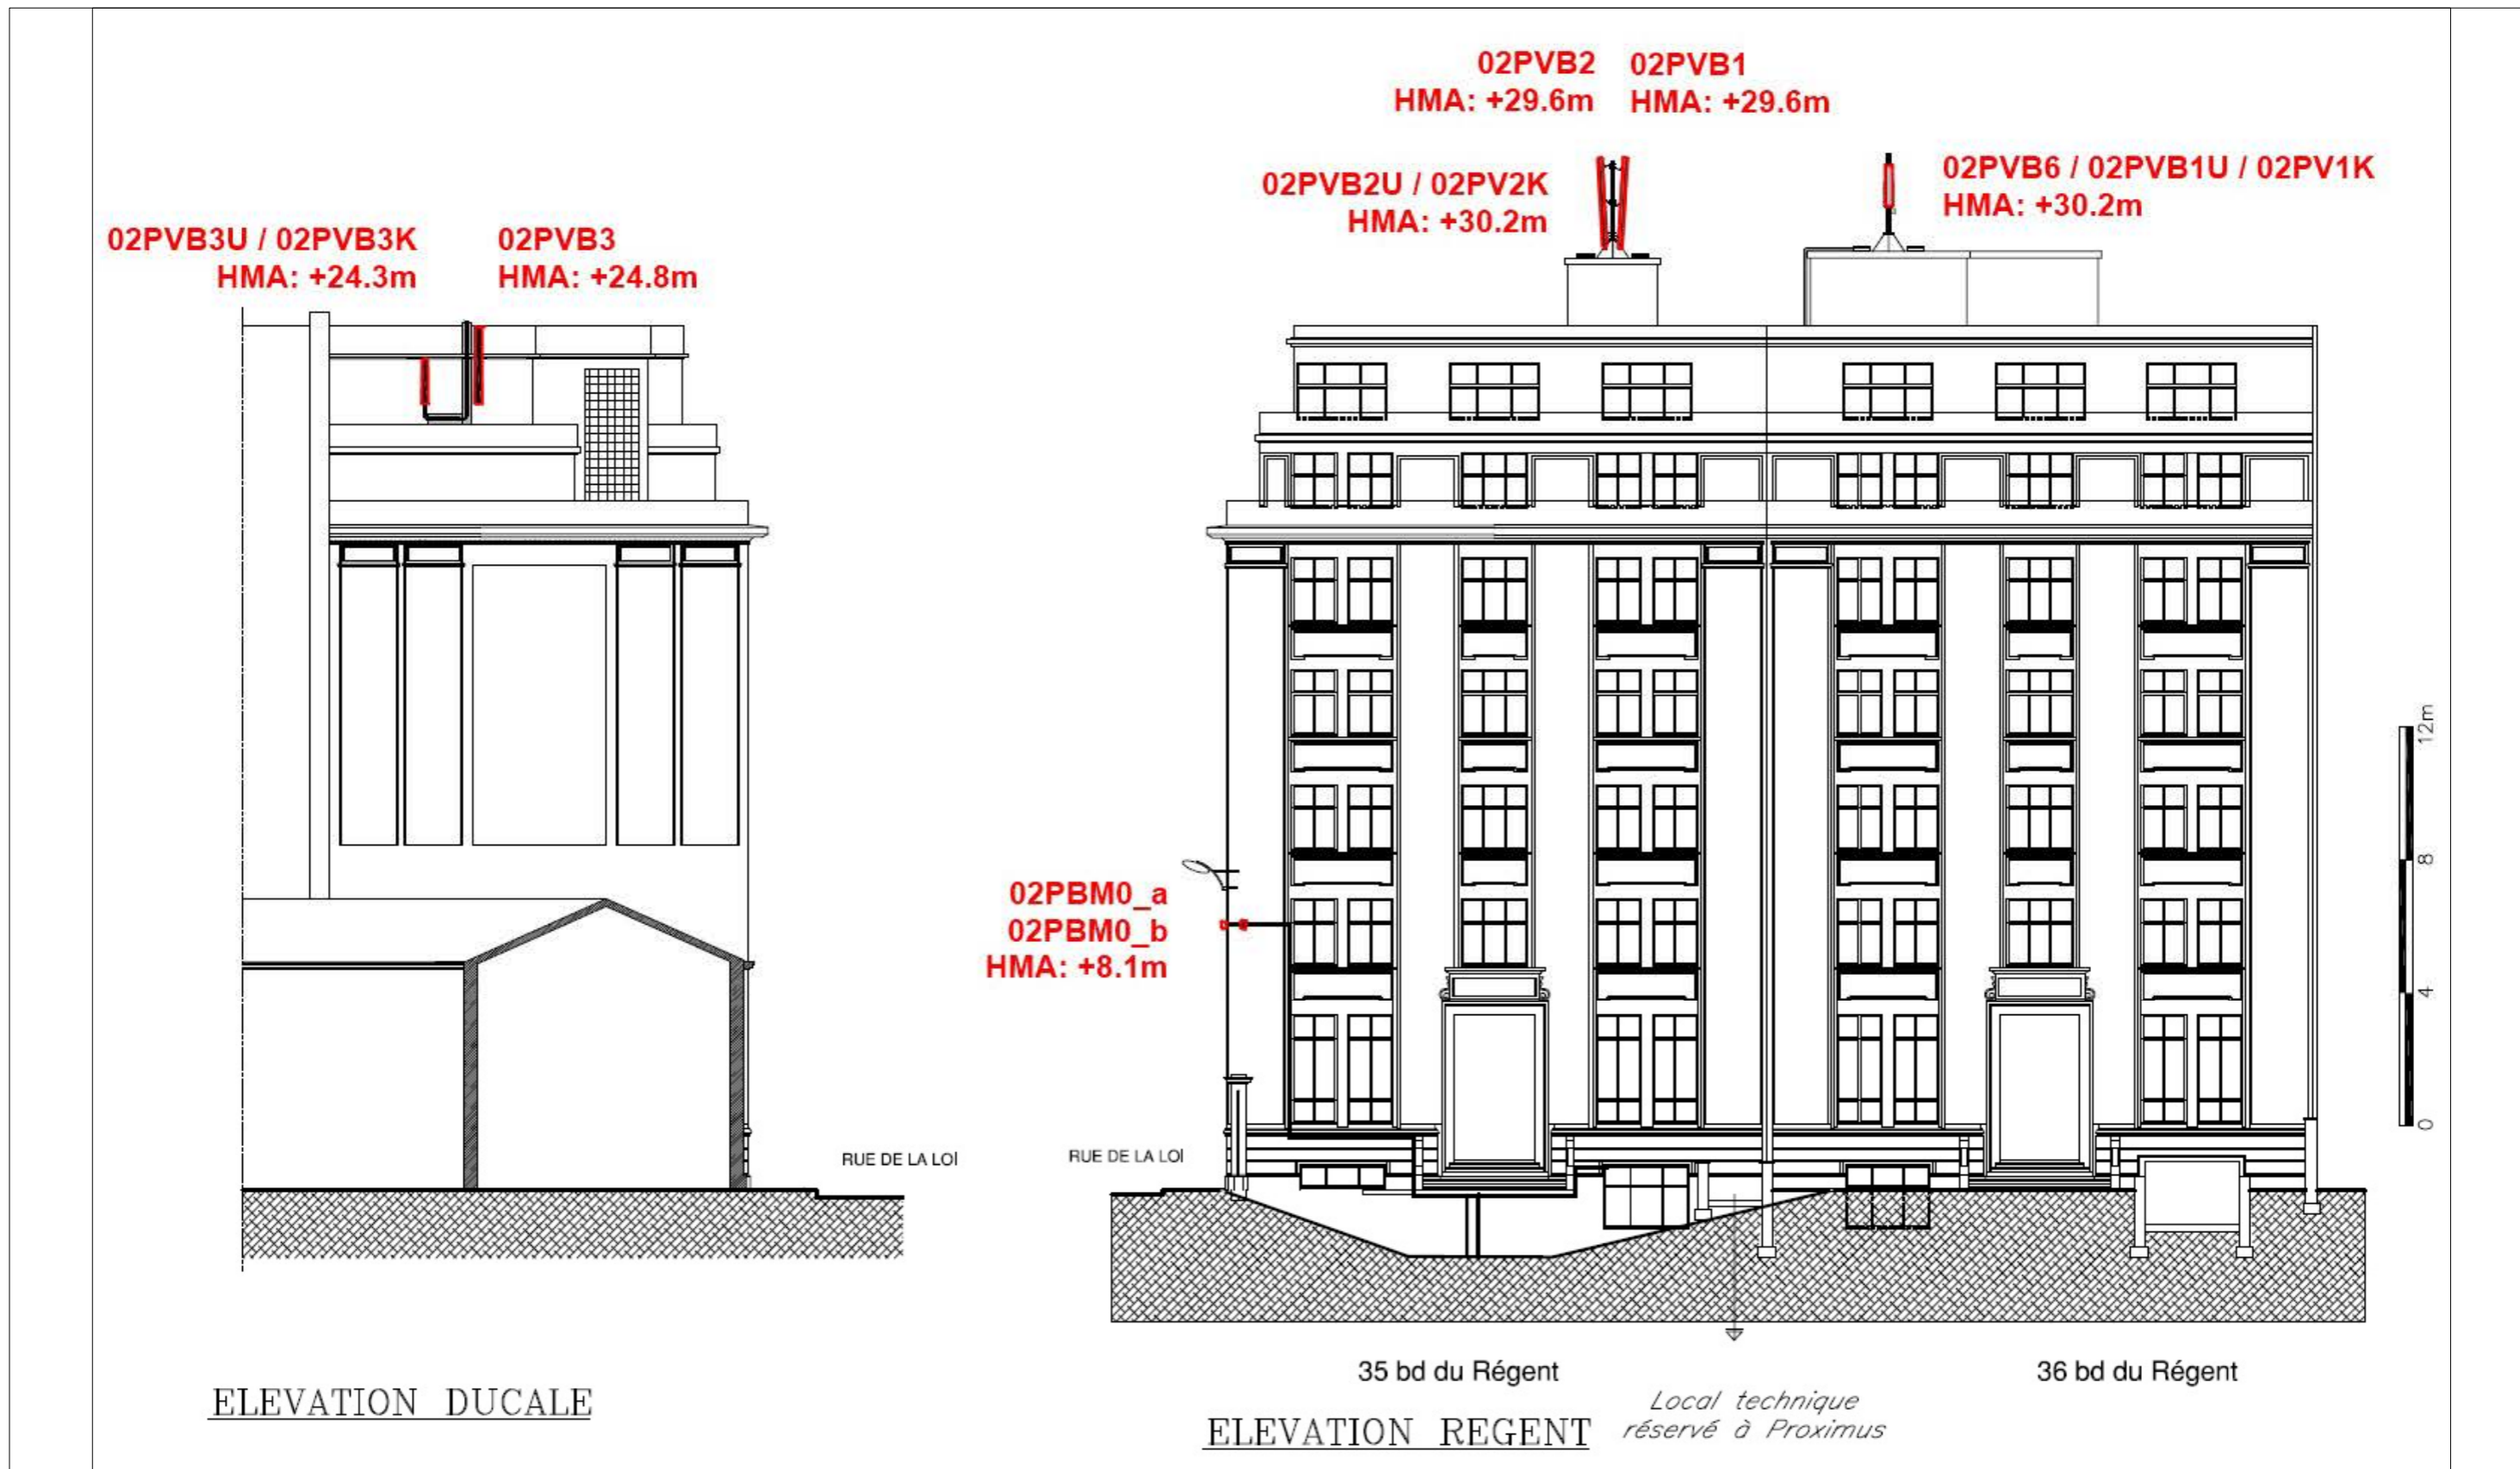 02PVB2
HMA: +29.6m
02PVB1
HMA: +29.6m
02PVB2U / 02PV2K
HMA: +30.2m
02PVB6 / 02PVB1U / 02PV1K
HMA: +30.2m
02PVB3U / 02PVB3K
HMA: +24.3m
02PVB3
HMA: +24.8m
02PBM0_a
02PBM0_b
HMA: +8.1m
12m
8
4
0
RUE DE LA LOI
RUE DE LA LOI
35 bd du Régent
36 bd du Régent
ELEVATION DUCALE
ELEVATION REGENT
Local technique
réservé à Proximus